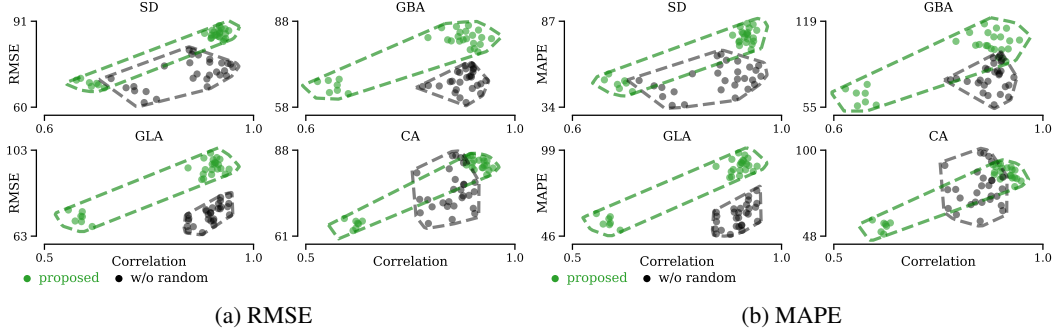 SD GBA SD GBA
91 88 87 119
RMSE MAPE
60 58 34 55
0.6 1.0 0.6 1.0 0.6 1.0 0.6 1.0
GLA CA GLA CA
103 88 99 100
RMSE MAPE
63 61 46 48
0.5 1.0 0.5 1.0 0.5 1.0 0.5 1.0
Correlation Correlation
proposed w/o random proposed w/o random
(a) RMSE (b) MAPE